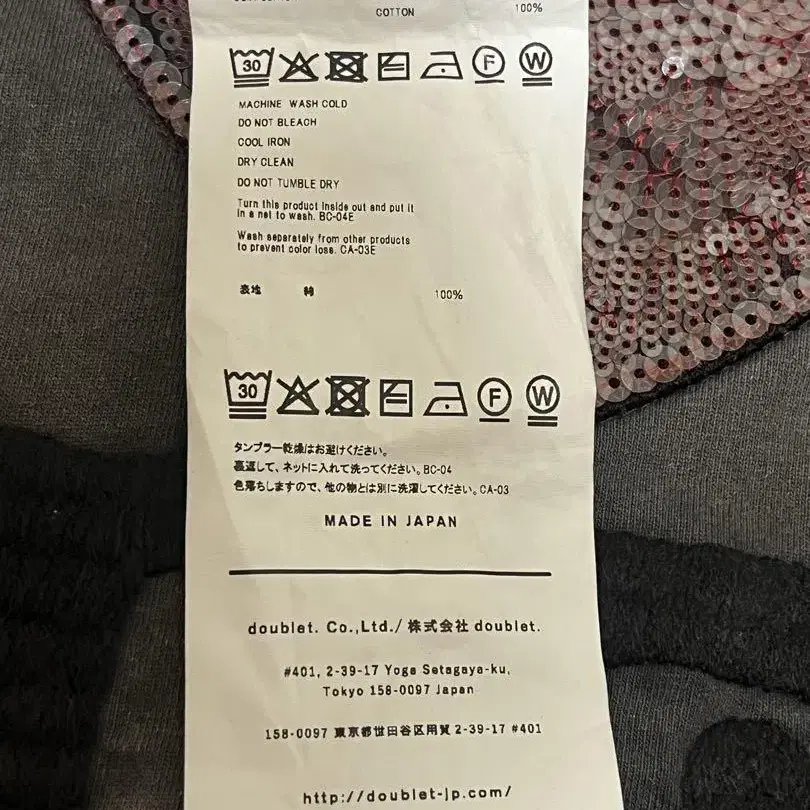 COTTON 100%
30 F W
MACHINE WASH COLD
DO NOT BLEACH
COOL IRON
DRY CLEAN
DO NOT TUMBLE DRY
Turn this product inside out and put it
in a net to wash. BC-04E
Wash separately from other products
to prevent color loss. CA-03E
表地 綿 100%
30 F W
タンブラー乾燥はお避けください。
裏返して、ネットに入れて洗ってください。BC-04
色落ちしますので、他の物とは別に洗濯してください。CA-03
MADE IN JAPAN
doublet. Co.,Ltd./ 株式会社 doublet.
#401, 2-39-17 Yoga Setagaya-ku,
Tokyo 158-0097 Japan
158-0097 東京都世田谷区用賀 2-39-17 #401
http://doublet-jp.com/